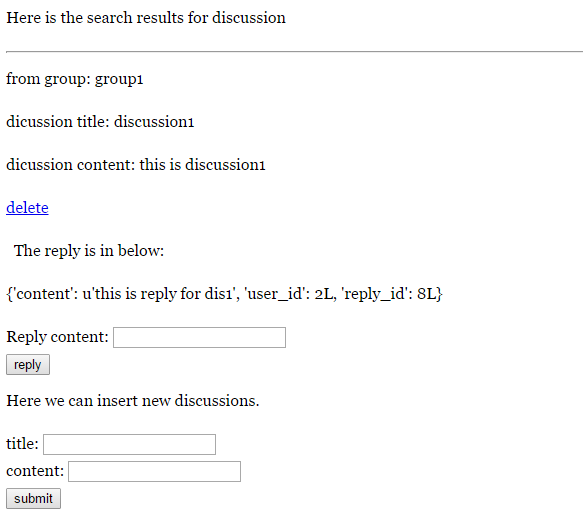 Here is the search results for discussion
from group: group1
dicussion title: discussion1
dicussion content: this is discussion1
delete
The reply is in below:
{'content': u'this is reply for dis1', 'user_id': 2L, 'reply_id': 8L}
Reply content:
reply
Here we can insert new discussions.
title:
content:
submit